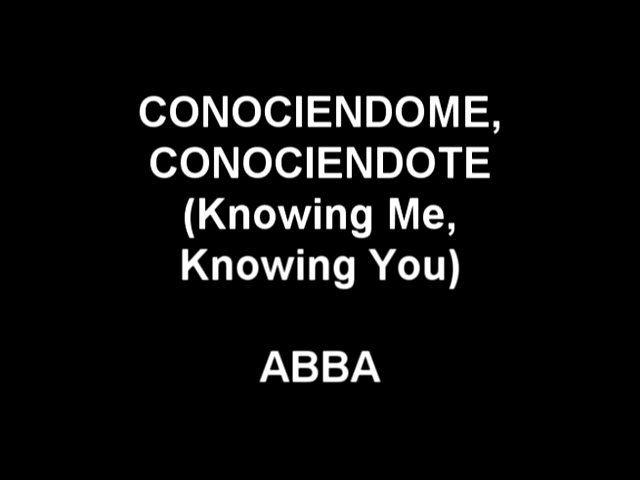 CONOCIENDOME,
CONOCIENDOTE
(Knowing Me,
Knowing You)
ABBA